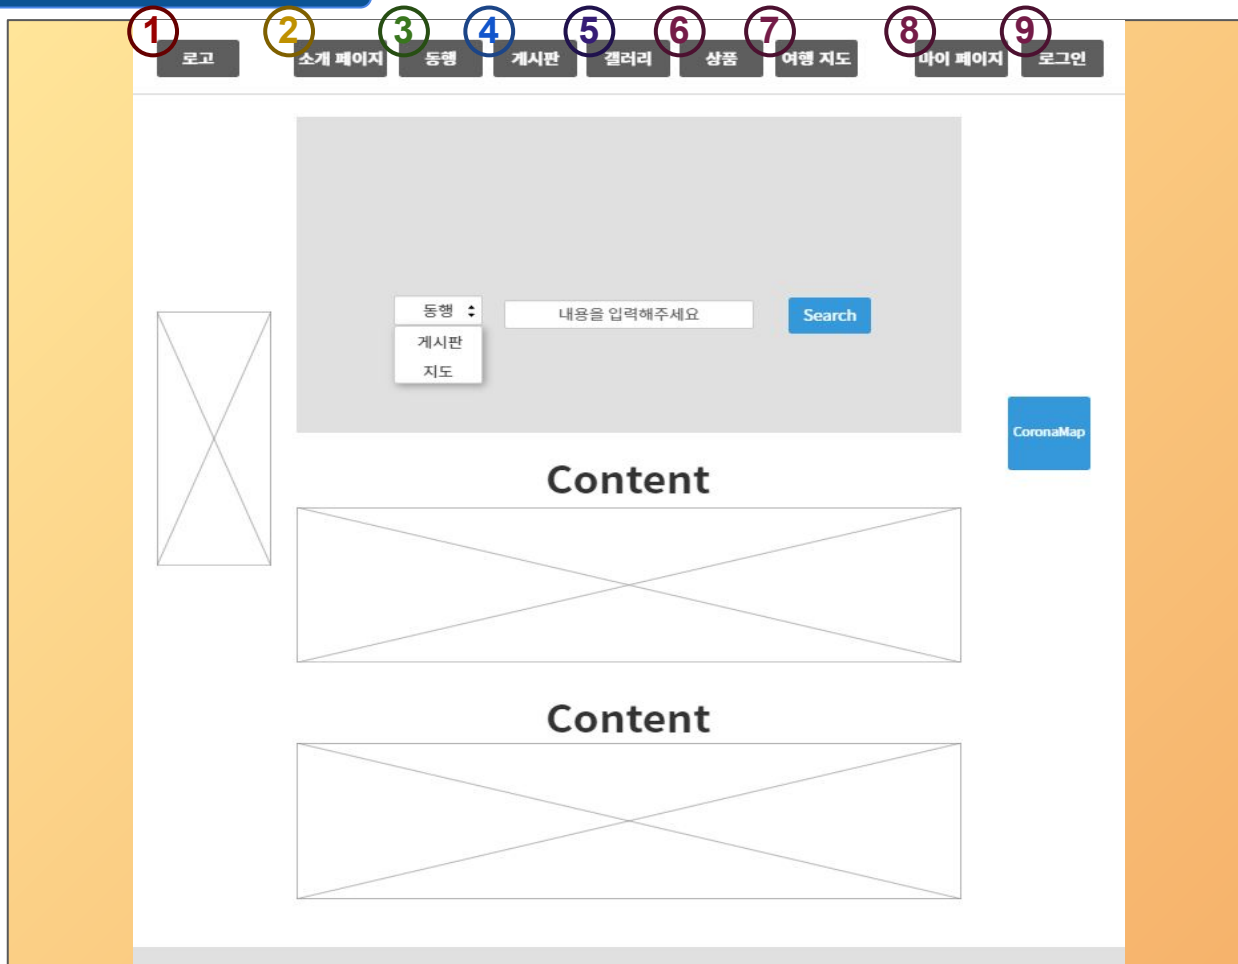 1 2 3 4 5 6 7 8 9
로고 소개 페이지 동행 게시판 갤러리 상품 여행 지도 마이 페이지 로그인
동행 내용을 입력해주세요 Search
게시판
지도
CoronaMap
Content
Content